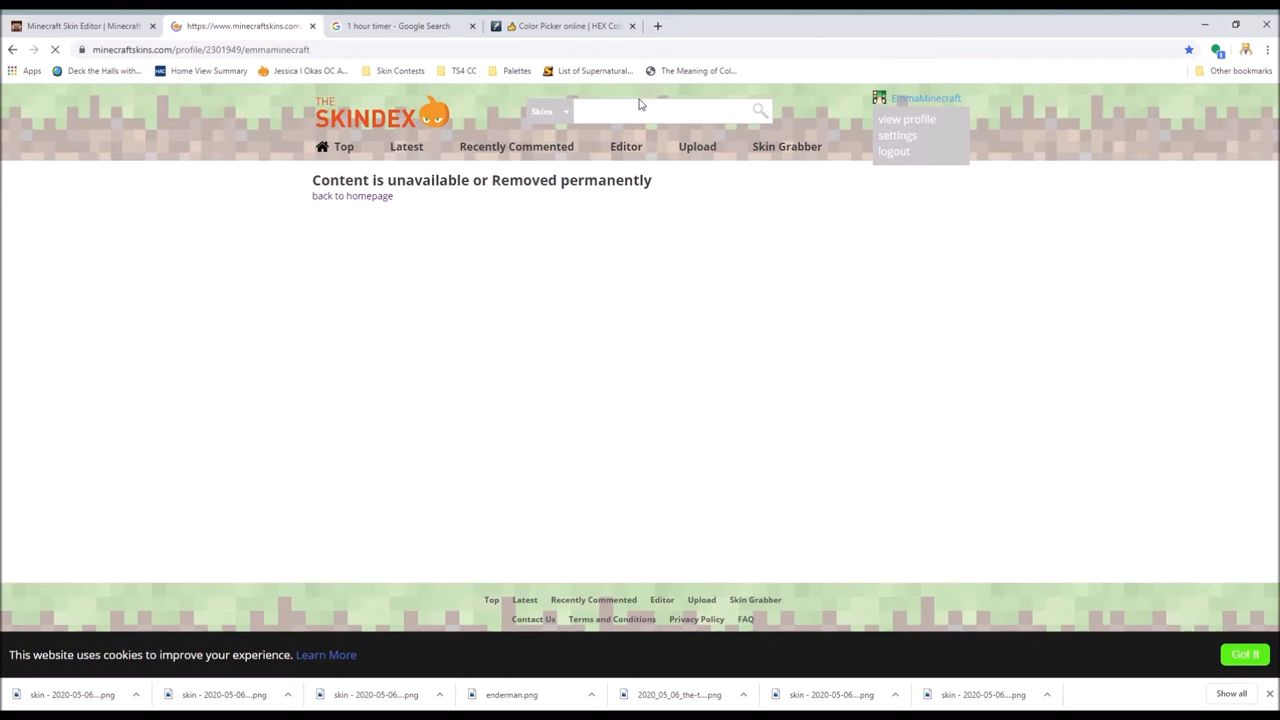 Minecraft Skin Editor | Minecraft
https://www.minecraftskins.com/
1 hour timer - Google Search
Color Picker online | HEX Col
minecraftskins.com/profile/2301949/emmaminecraft
Apps
Deck the Halls with...
Home View Summary
Jessica I Okas OC A...
Skin Contests
TS4 CC
Palettes
List of Supernatural...
The Meaning of Col...
Other bookmarks
THE
SKINDEX
Skins
EmmaMinecraft
view profile
settings
logout
Top Latest Recently Commented Editor Upload Skin Grabber
Content is unavailable or Removed permanently
back to homepage
Top Latest Recently Commented Editor Upload Skin Grabber
Contact Us Terms and Conditions Privacy Policy FAQ
This website uses cookies to improve your experience. Learn More
Got It
skin - 2020-05-06....png
skin - 2020-05-06....png
skin - 2020-05-06....png
enderman.png
2020_05_06_the-t....png
skin - 2020-05-06....png
skin - 2020-05-06....png
Show all